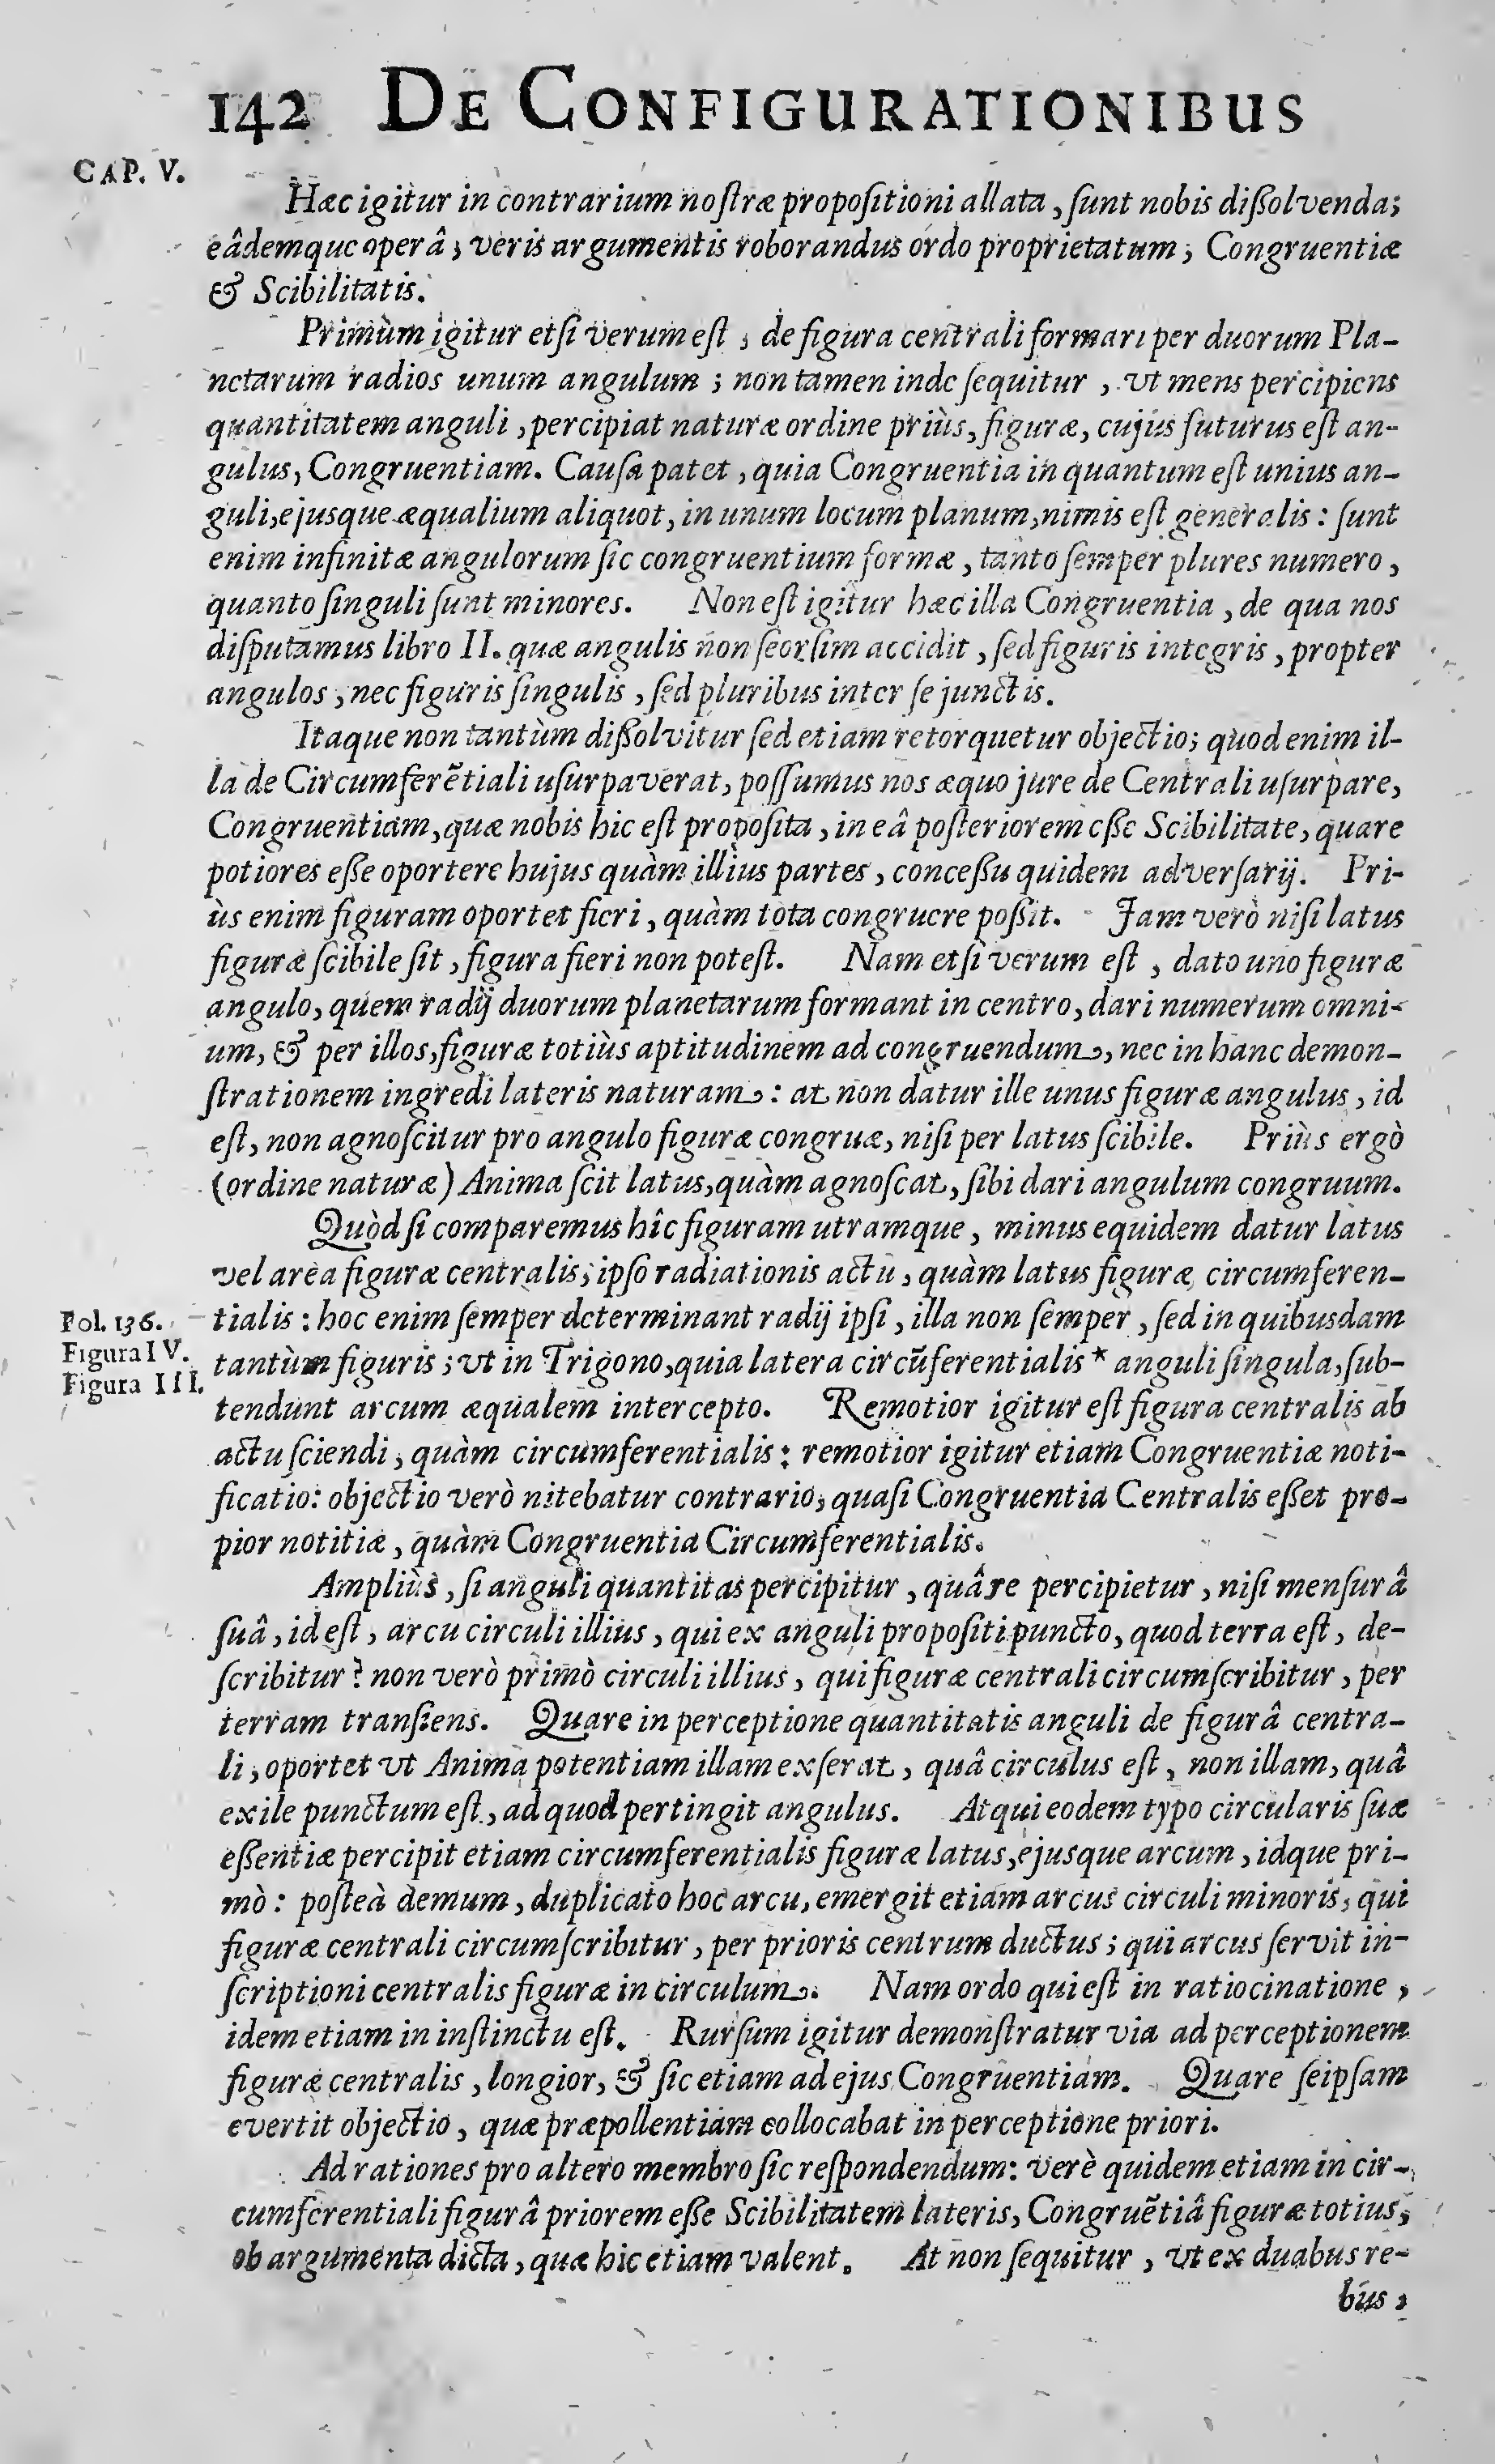 142 DE CONFIGURATIONIBUS
CAP. V.
Hæc igitur in contrarium noſtræ propoſitioni allata, ſunt nobis diſſolvenda;
eâdemque operâ, veris argumentis roborandus ordo proprietatum, Congruentiæ
& Scibilitatis.
Primùm igitur etſi verum eſt, de figura centrali formari per duorum Pla-
netarum radios unum angulum; non tamen inde ſequitur, ut mens percipiens
quantitatem anguli, percipiat naturæ ordine priùs, figuræ, cujus futurus eſt an-
gulus, Congruentiam. Cauſa patet, quia Congruentia in quantum eſt unius an-
guli, ejusque æqualium aliquot, in unum locum planum, nimis eſt generalis: ſunt
enim infinitæ angulorum ſic congruentium formæ, tanto ſemper plures numero,
quanto ſinguli ſunt minores. Non eſt igitur hæc illa Congruentia, de qua nos
diſputamus libro II. quæ angulis non ſeorſim accidit, ſed figuris integris, propter
angulos, nec figuris ſingulis, ſed pluribus inter ſe junctis.
Itaque non tantùm diſſolvitur ſed etiam retorquetur objectio; quod enim il-
la de Circumferẽtiali uſurpaverat, poſſumus nos æquo jure de Centrali uſurpare,
Congruentiam, quæ nobis hic eſt propoſita, in eâ poſteriorem eſſe Scibilitate, quare
potiores eſſe oportere hujus quàm illius partes, conceſſu quidem adverſarij. Pri-
ùs enim figuram oportet fieri, quàm tota congruere poſſit. Jam verò niſi latus
figuræ ſcibile ſit, figura fieri non poteſt. Nam etſi verum eſt, dato uno figuræ
angulo, quem radij duorum planetarum formant in centro, dari numerum omni-
um, & per illos, figuræ totiùs aptitudinem ad congruendum, nec in hanc demon-
ſtrationem ingredi lateris naturam: at non datur ille unus figuræ angulus, id
eſt, non agnoſcitur pro angulo figuræ congruæ, niſi per latus ſcibile. Priùs ergò
(ordine naturæ) Anima ſcit latus, quàm agnoſcat, ſibi dari angulum congruum.
Quòd ſi comparemus hîc figuram utramque, minus equidem datur latus
vel area figuræ centralis, ipſo radiationis actu, quàm latus figuræ circumferen-
Fol. 136. tialis: hoc enim ſemper determinant radij ipſi, illa non ſemper, ſed in quibusdam
Figura IV. tantùm figuris; ut in Trigono, quia latera circũferentialis * anguli ſingula, ſub-
Figura III.
tendunt arcum æqualem intercepto. Remotior igitur eſt figura centralis ab
actu ſciendi, quàm circumferentialis: remotior igitur etiam Congruentiæ noti-
ficatio: objectio verò nitebatur contrario, quaſi Congruentia Centralis eſſet pro-
pior notitiæ, quàm Congruentia Circumferentialis.
Ampliùs, ſi anguli quantitas percipitur, quâ re percipietur, niſi menſurâ
ſuâ, id eſt, arcu circuli illius, qui ex anguli propoſiti puncto, quod terra eſt, de-
ſcribitur? non verò primò circuli illius, qui figuræ centrali circumſcribitur, per
terram tranſiens. Quare in perceptione quantitatis anguli de figurâ centra-
li, oportet ut Anima potentiam illam exſerat, quâ circulus eſt, non illam, quâ
exile punctum eſt, ad quod pertingit angulus. Atqui eodem typo circularis ſuæ
eſſentiæ percipit etiam circumferentialis figuræ latus, ejusque arcum, idque pri-
mò: poſteà demum, duplicato hoc arcu, emergit etiam arcus circuli minoris, qui
figuræ centrali circumſcribitur, per prioris centrum ductus; qui arcus ſervit in-
ſcriptioni centralis figuræ in circulum. Nam ordo qui eſt in ratiocinatione,
idem etiam in inſtinctu eſt. Rurſum igitur demonſtratur via ad perceptionem
figuræ centralis, longior, & ſic etiam ad ejus Congruentiam. Quare ſeipſam
evertit objectio, quæ præpollentiam collocabat in perceptione priori.
Ad rationes pro altero membro ſic reſpondendum: verè quidem etiam in cir-
cumferentiali figurâ priorem eſſe Scibilitatem lateris, Congruẽtiâ figuræ totius,
ob argumenta dicta, quæ hic etiam valent. At non ſequitur, ut ex duabus re-
bus,